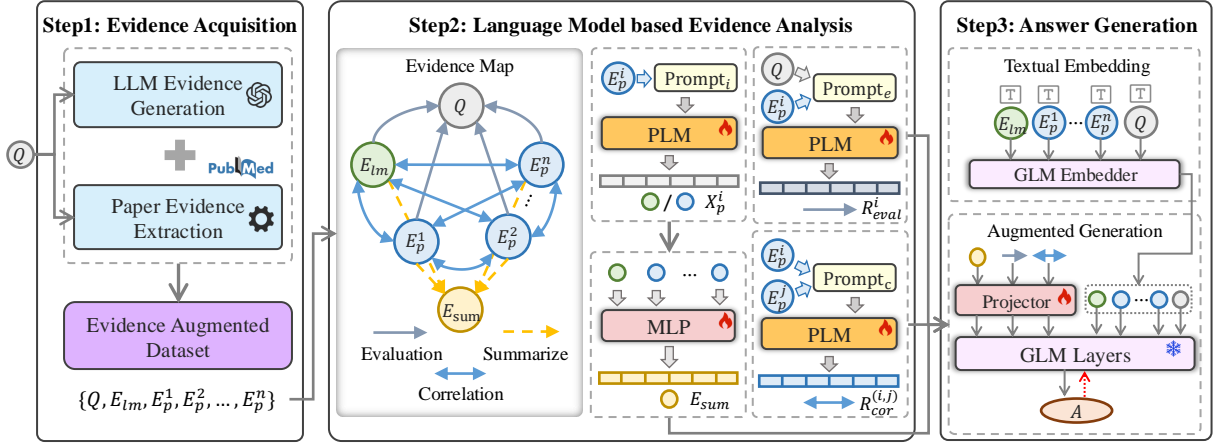 Step1: Evidence Acquisition
Q
LLM Evidence
Generation
PubMed
Paper Evidence
Extraction
Evidence Augmented
Dataset
{Q, E_lm, E_p^1, E_p^2, ..., E_p^n}
Step2: Language Model based Evidence Analysis
Evidence Map
Q
E_lm
E_p^n
...
E_p^1
E_p^2
E_sum
Evaluation
Summarize
Correlation
E_p^i
Prompt_i
PLM
/ X_p^i
...
MLP
E_sum
Q
E_p^i
Prompt_e
PLM
R_eval^i
E_p^i
E_p^j
Prompt_c
PLM
R_cor^(i,j)
Step3: Answer Generation
Textual Embedding
T T T T
E_lm E_p^1 ... E_p^n Q
GLM Embedder
Augmented Generation
Projector
...
GLM Layers
A